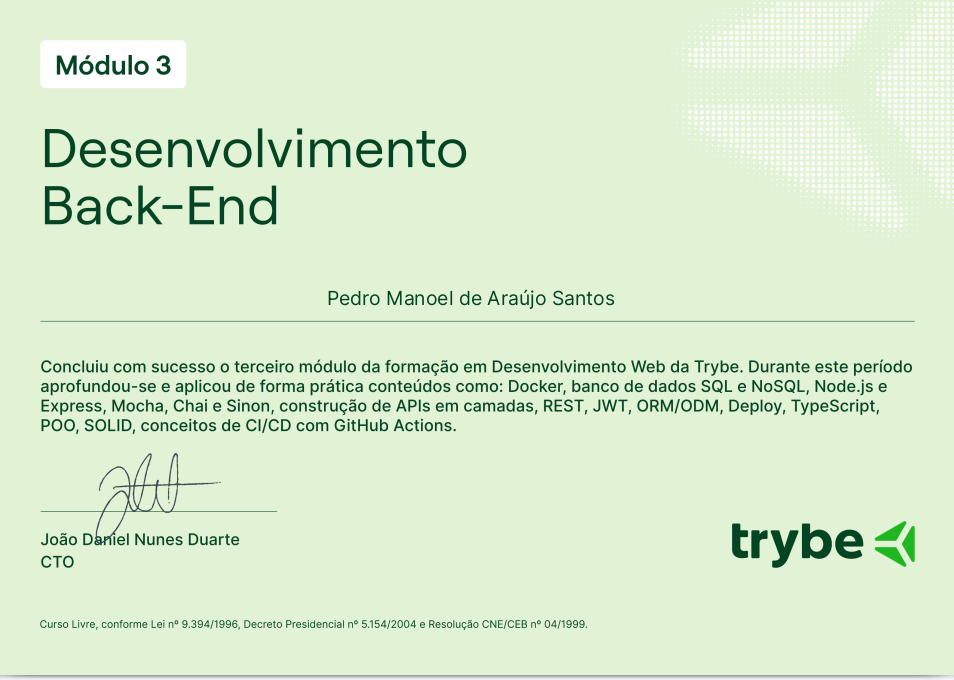 Módulo 3
Desenvolvimento
Back-End
Pedro Manoel de Araújo Santos
Concluiu com sucesso o terceiro módulo da formação em Desenvolvimento Web da Trybe. Durante este período
aprofundou-se e aplicou de forma prática conteúdos como: Docker, banco de dados SQL e NoSQL, Node.js e
Express, Mocha, Chai e Sinon, construção de APIs em camadas, REST, JWT, ORM/ODM, Deploy, TypeScript,
POO, SOLID, conceitos de CI/CD com GitHub Actions.
João Daniel Nunes Duarte
CTO
trybe
Curso Livre, conforme Lei nº 9.394/1996, Decreto Presidencial nº 5.154/2004 e Resolução CNE/CEB nº 04/1999.